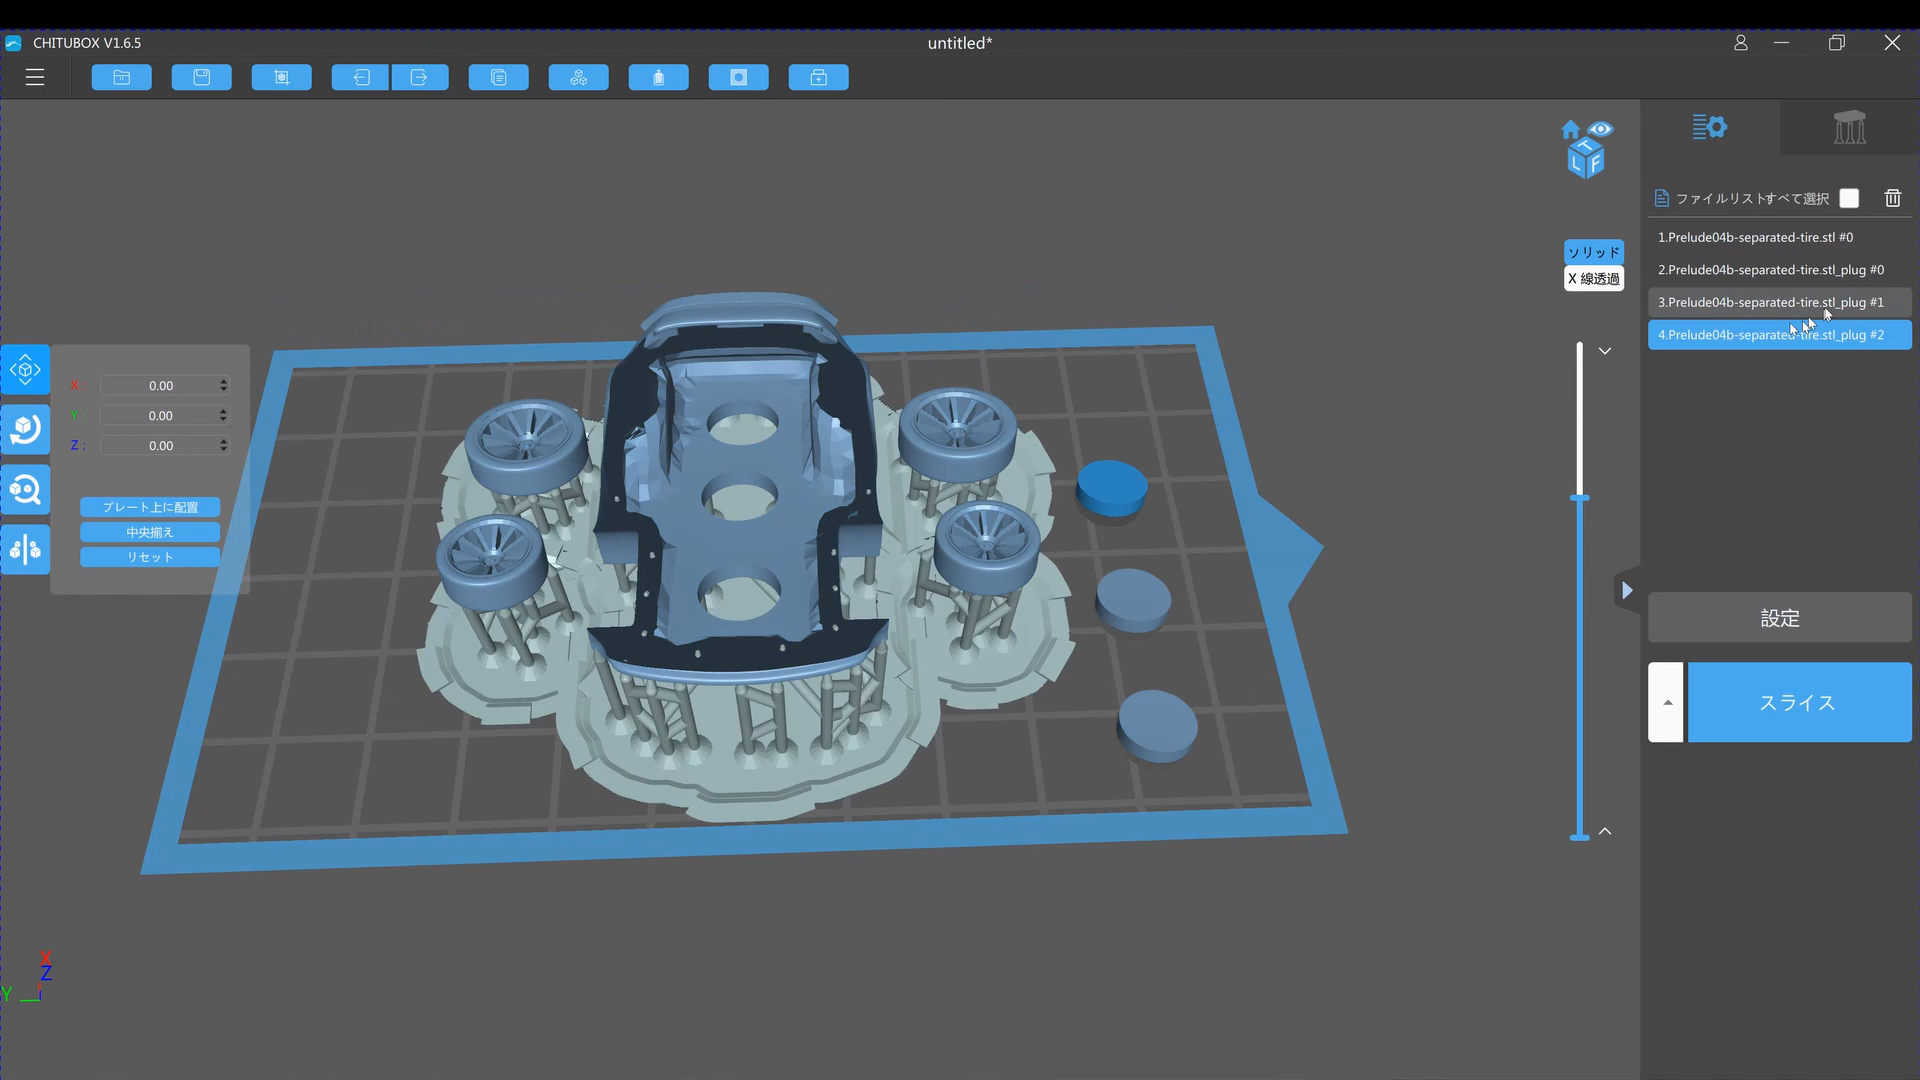 CHITUBOX V1.6.5
untitled*
T
L F
ファイルリスト すべて選択
1.Prelude04b-separated-tire.stl #0
2.Prelude04b-separated-tire.stl_plug #0
3.Prelude04b-separated-tire.stl_plug #1
4.Prelude04b-separated-tire.stl_plug #2
ソリッド
X 線透過
X: 0.00
Y: 0.00
Z: 0.00
プレート上に配置
中央揃え
リセット
設定
スライス
X
Z
Y